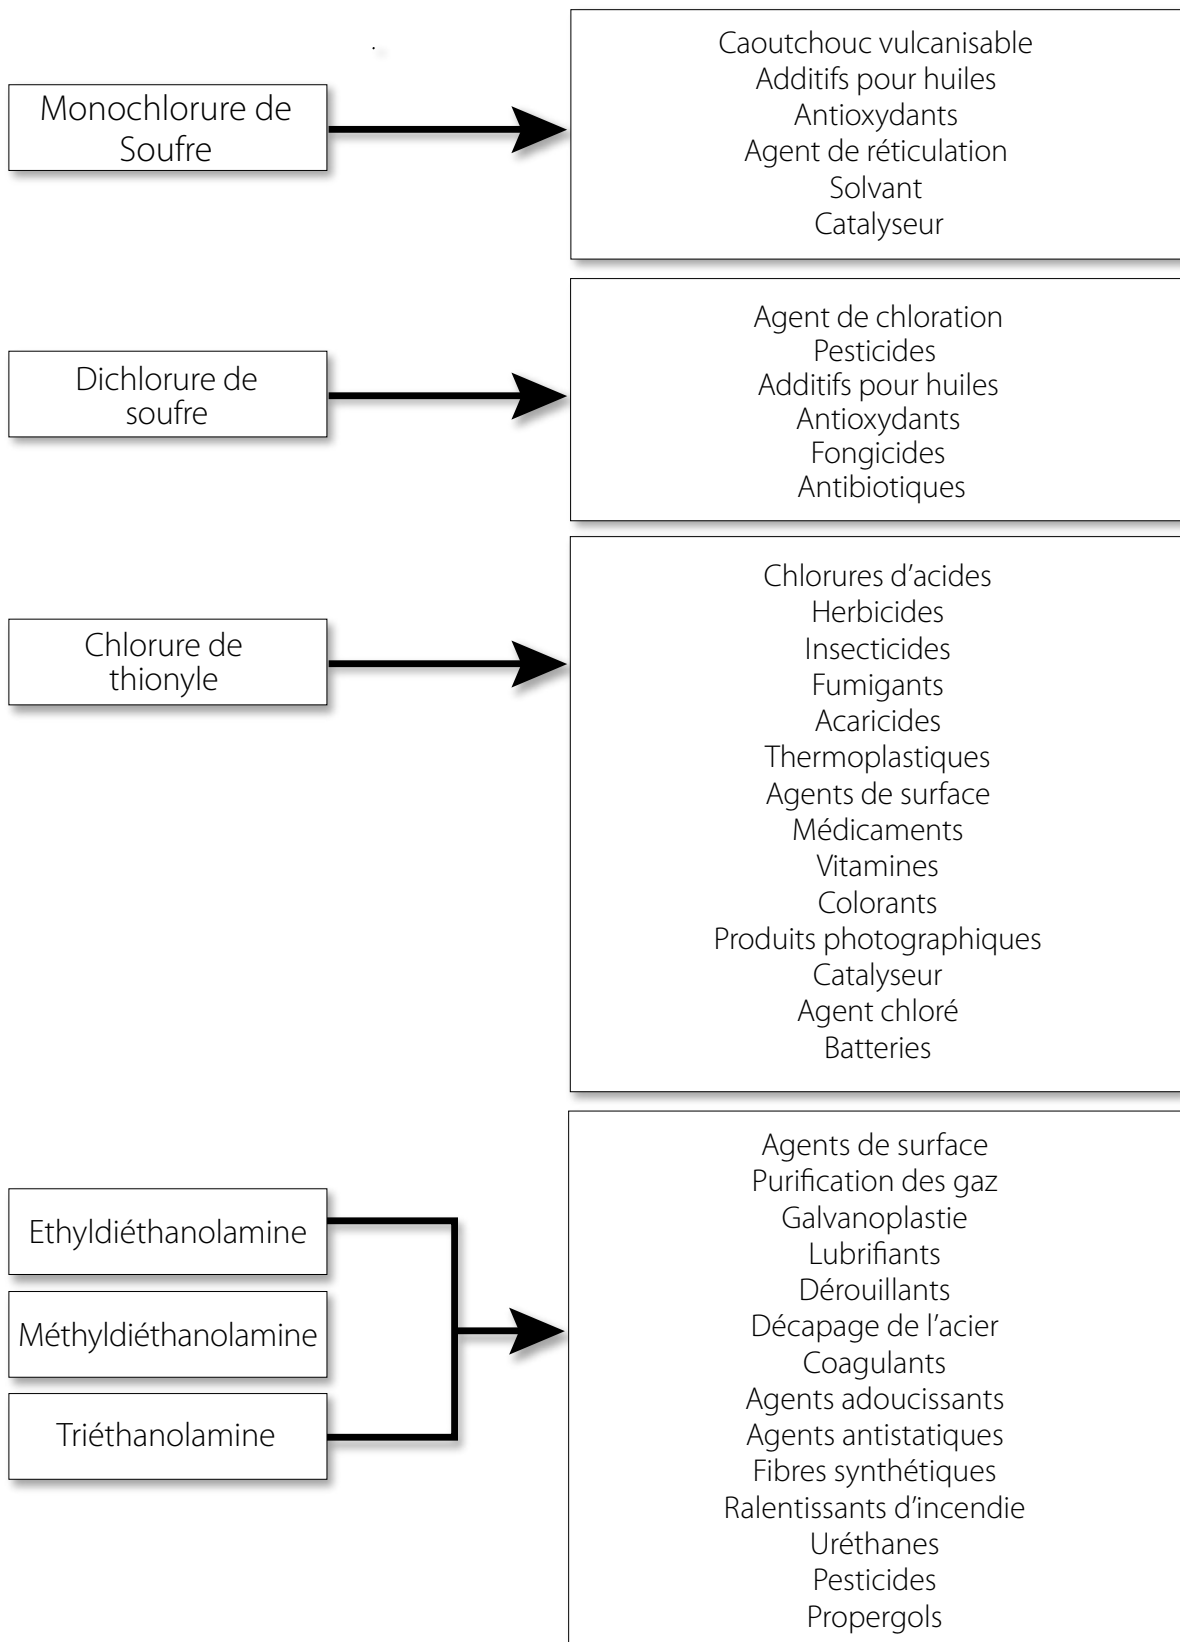 Monochlorure de
Soufre
Caoutchouc vulcanisable
Additifs pour huiles
Antioxydants
Agent de réticulation
Solvant
Catalyseur
Dichlorure de
soufre
Agent de chloration
Pesticides
Additifs pour huiles
Antioxydants
Fongicides
Antibiotiques
Chlorure de
thionyle
Chlorures d’acides
Herbicides
Insecticides
Fumigants
Acaricides
Thermoplastiques
Agents de surface
Médicaments
Vitamines
Colorants
Produits photographiques
Catalyseur
Agent chloré
Batteries
Ethyldiéthanolamine
Méthyldiéthanolamine
Triéthanolamine
Agents de surface
Purification des gaz
Galvanoplastie
Lubrifiants
Dérouillants
Décapage de l’acier
Coagulants
Agents adoucissants
Agents antistatiques
Fibres synthétiques
Ralentissants d’incendie
Uréthanes
Pesticides
Propergols